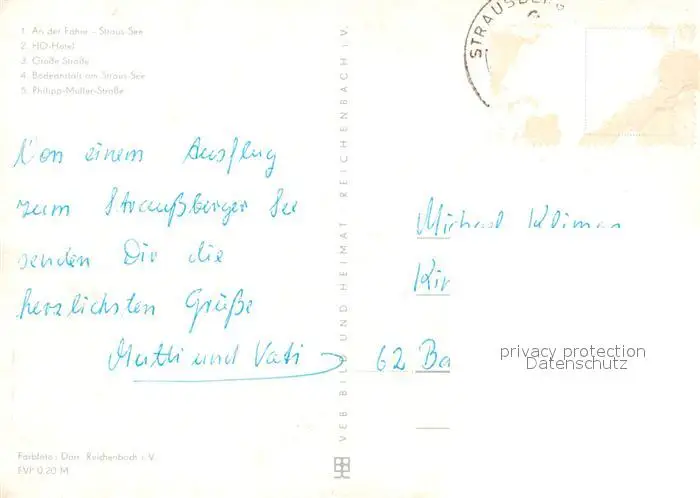 1. An der Fähre - Straus-See
2. HO-Hotel
3. Große Straße
4. Badeanstalt am Straus-See
5. Philipp-Müller-Straße
STRAUSBERG
Von einem Ausflug
zum Straußberger See
senden Dir die
herzlichsten Grüße
Mutti und Vati
VEB BILD UND HEIMAT REICHENBACH i. V.
Michael
Kir
62 Ba
privacy protection
Datenschutz
Farbfoto: Darr, Reichenbach i. V.
EVP 0,20 M